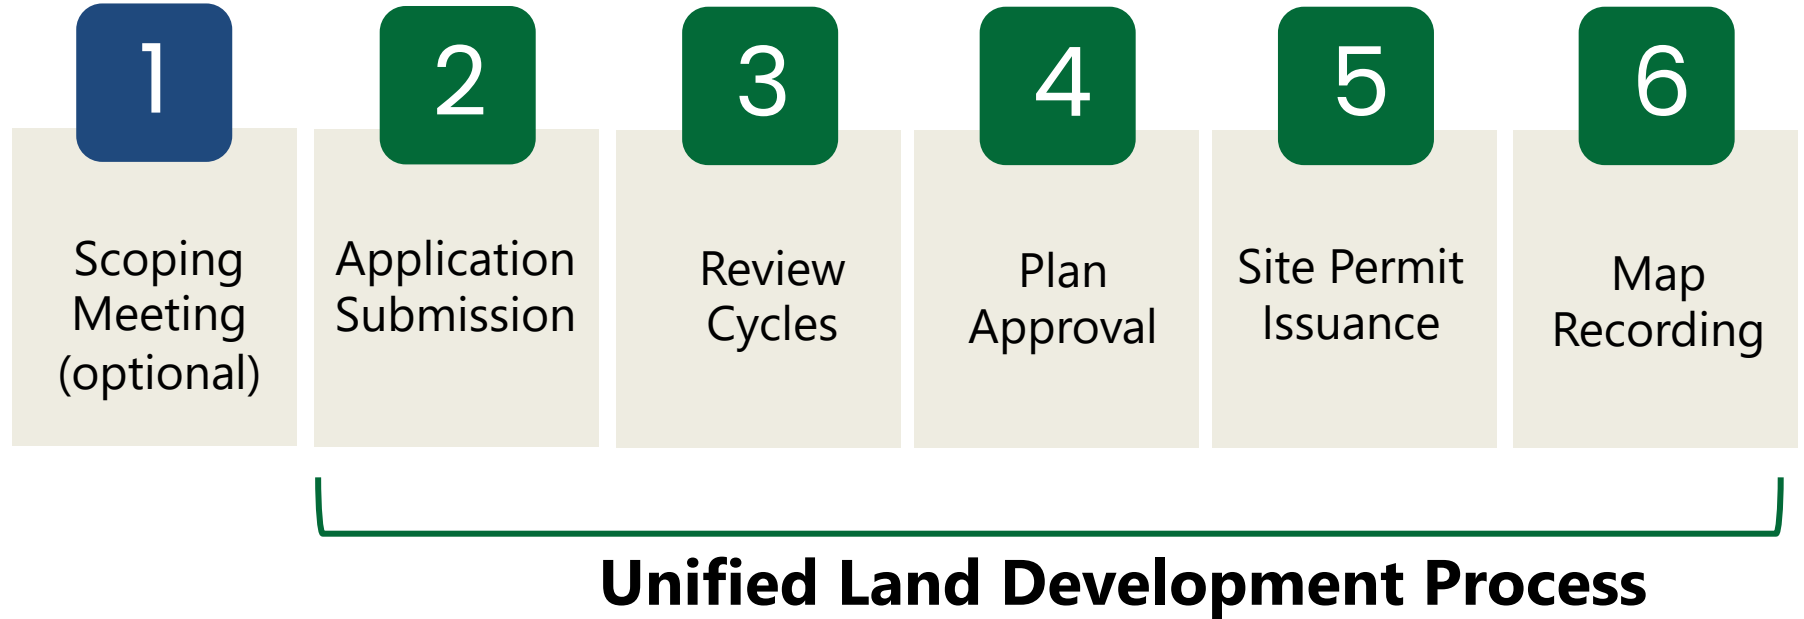 1
Scoping
Meeting
(optional)
2
Application
Submission
3
Review
Cycles
4
Plan
Approval
5
Site Permit
Issuance
6
Map
Recording
Unified Land Development Process